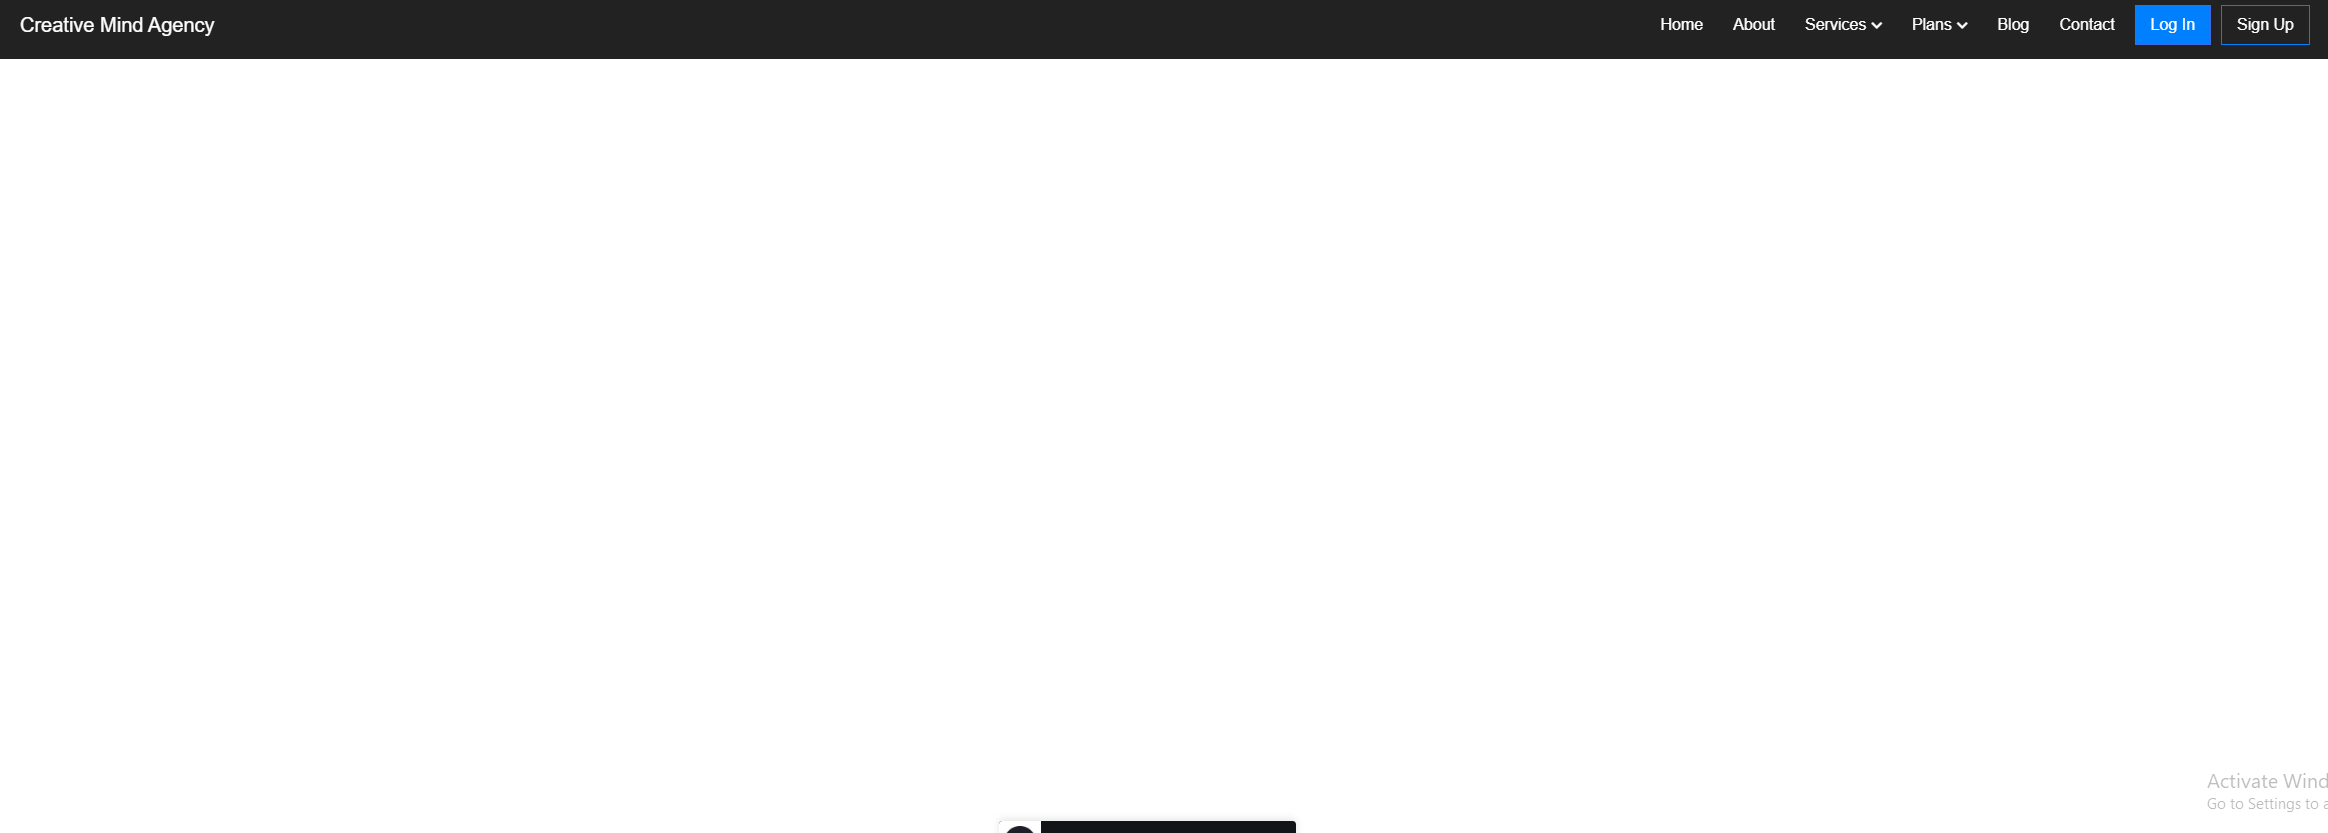 Creative Mind Agency
Home About Services Plans Blog Contact Log In Sign Up
Activate Wind
Go to Settings to a